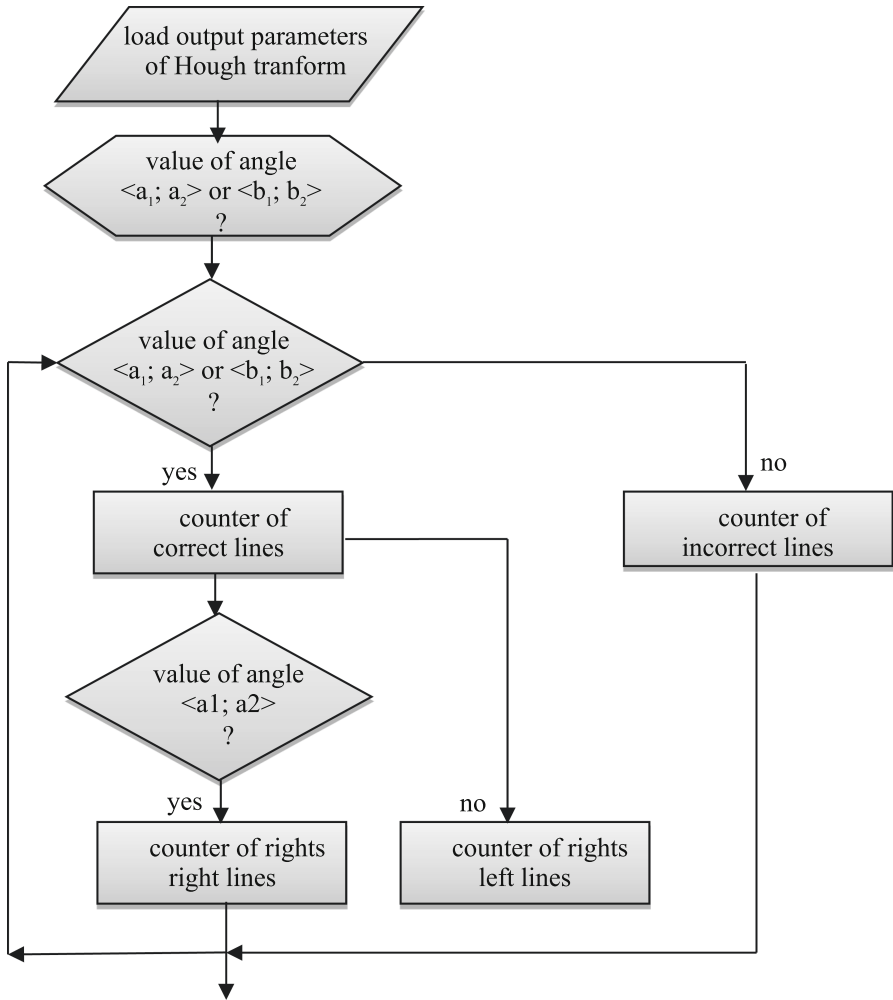 load output parameters
of Hough tranform
value of angle
<a₁; a₂> or <b₁; b₂>
?
value of angle
<a₁; a₂> or <b₁; b₂>
?
yes
no
counter of
correct lines
counter of
incorrect lines
value of angle
<a1; a2>
?
yes
no
counter of rights
right lines
counter of rights
left lines